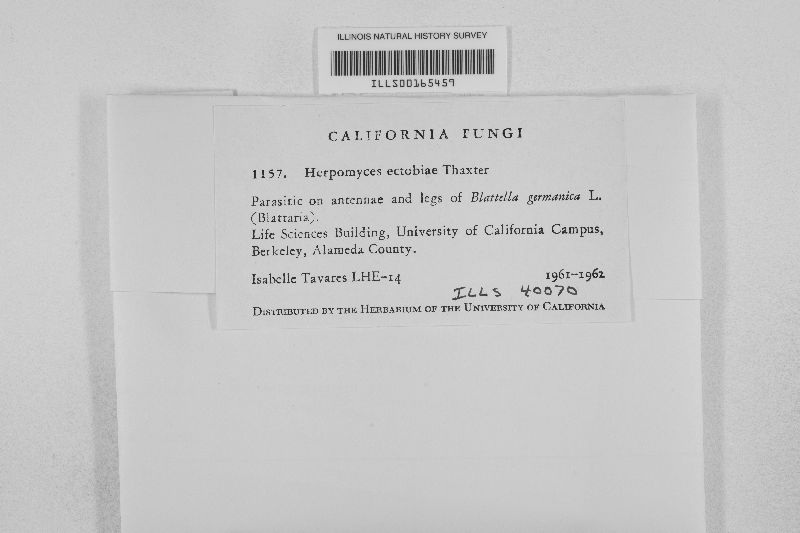 ILLINOIS NATURAL HISTORY SURVEY
ILLS00165459
CALIFORNIA FUNGI
1157. Herpomyces ectobiae Thaxter
Parasitic on antennae and legs of Blattella germanica L.
(Blattaria).
Life Sciences Building, University of California Campus,
Berkeley, Alameda County.
Isabelle Tavares LHE-14 1961-1962
ILLS 40070
DISTRIBUTED BY THE HERBARIUM OF THE UNIVERSITY OF CALIFORNIA